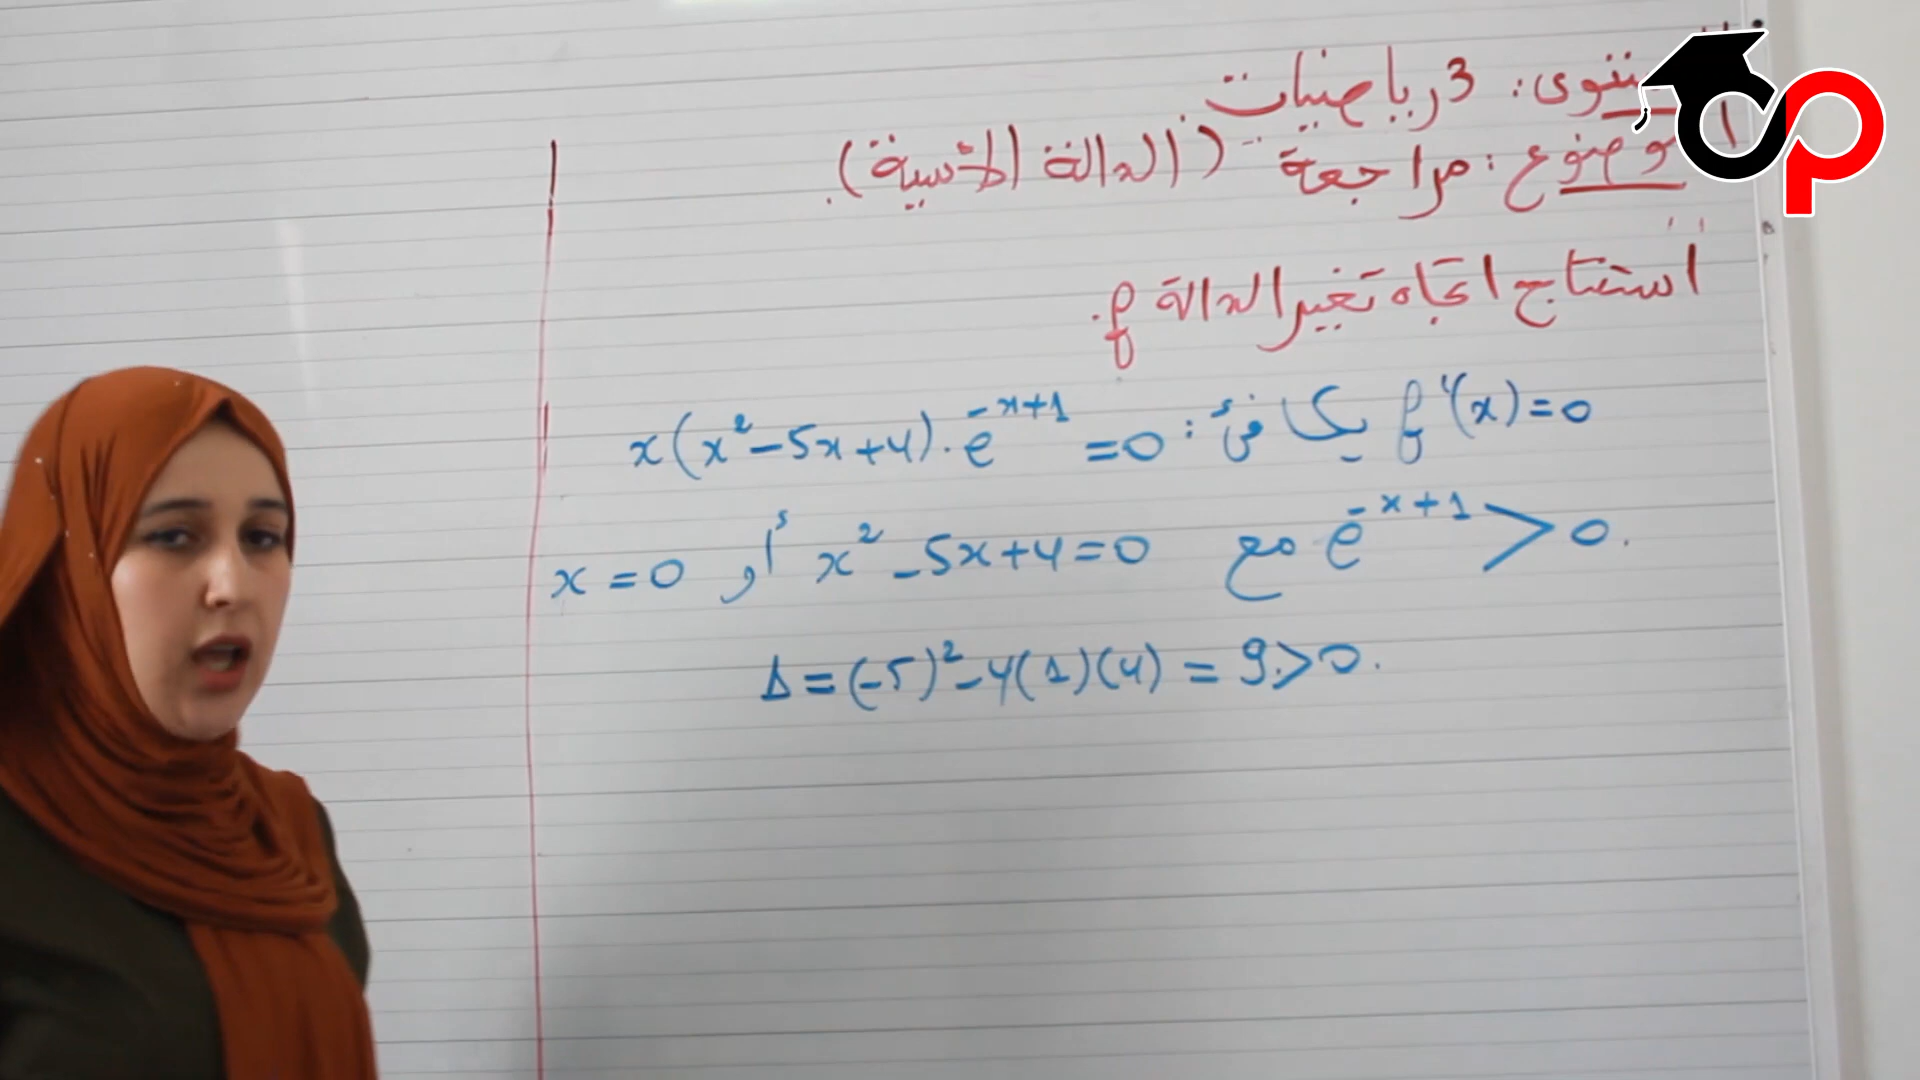 المستوى: 3 رياضيات
الموضوع: مراجعة (الدالة الأسية).
استنتاج اتجاه تغير الدالة f.
f'(x)=0 يكافئ: x(x²-5x+4).e^{-x+1}=0
x=0 أو x²-5x+4=0 مع e^{-x+1}>0.
Δ=(-5)²-4(1)(4)=9>0.